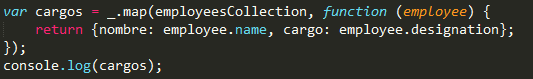 var cargos = _.map(employeesCollection, function (employee) {
    return {nombre: employee.name, cargo: employee.designation};
});
console.log(cargos);